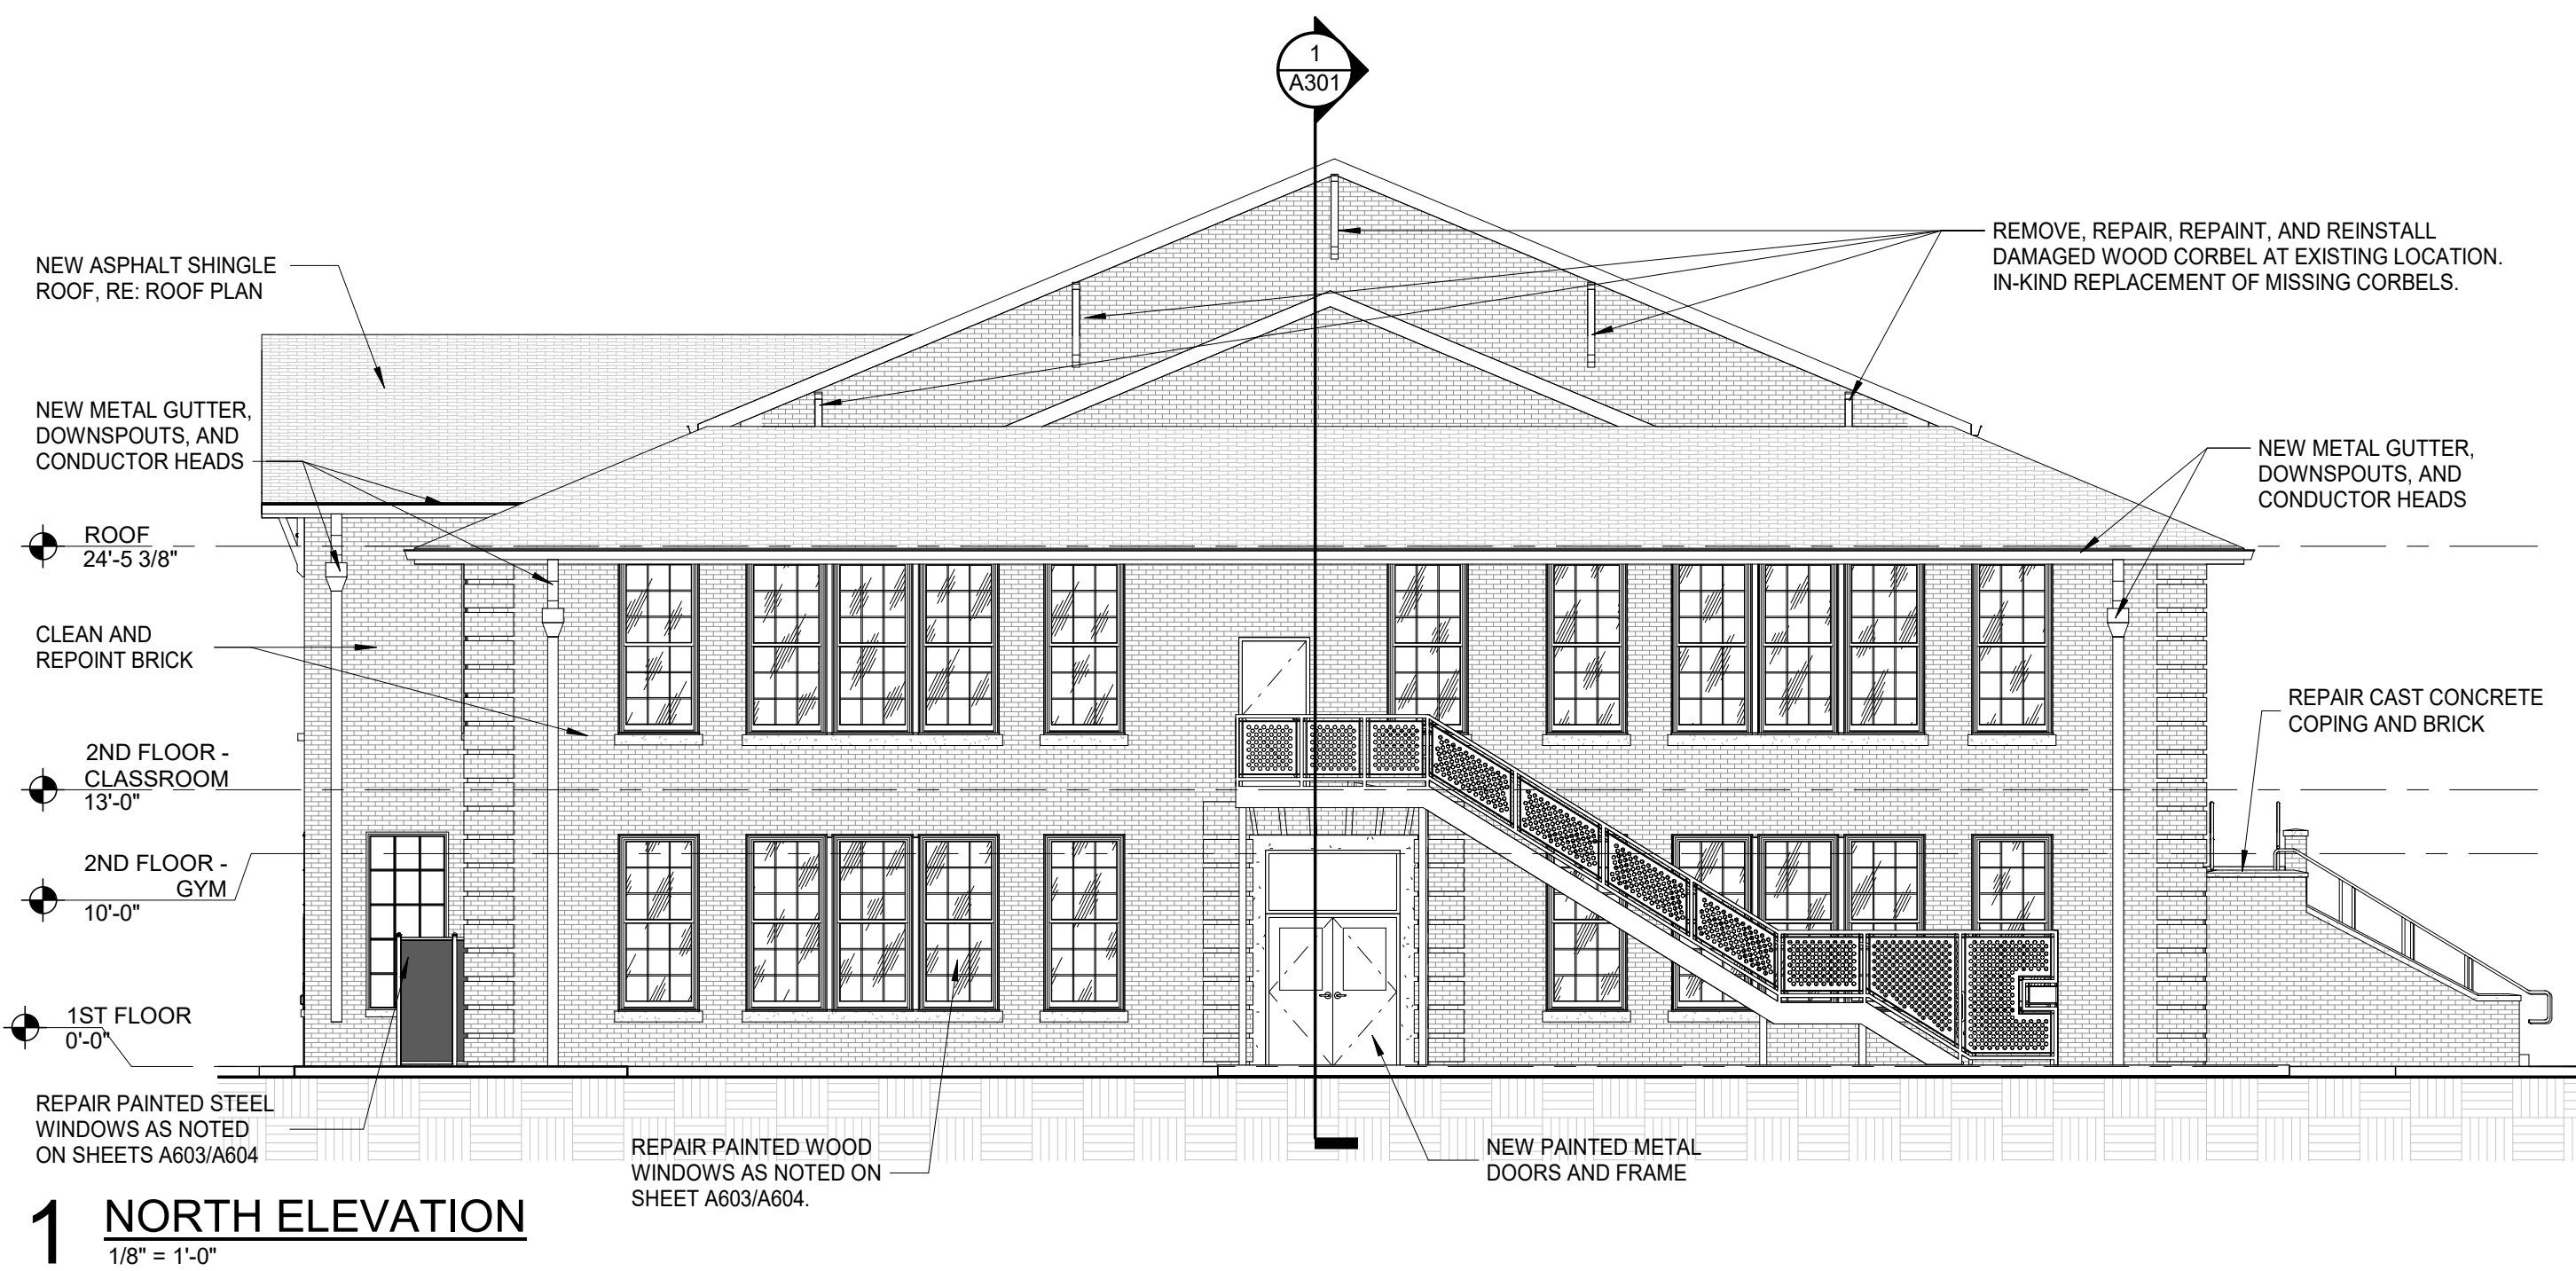 1
A301
REMOVE, REPAIR, REPAINT, AND REINSTALL
DAMAGED WOOD CORBEL AT EXISTING LOCATION.
IN-KIND REPLACEMENT OF MISSING CORBELS.
NEW ASPHALT SHINGLE
ROOF, RE: ROOF PLAN
NEW METAL GUTTER,
DOWNSPOUTS, AND
CONDUCTOR HEADS
NEW METAL GUTTER,
DOWNSPOUTS, AND
CONDUCTOR HEADS
ROOF
24'-5 3/8"
CLEAN AND
REPOINT BRICK
REPAIR CAST CONCRETE
COPING AND BRICK
2ND FLOOR -
CLASSROOM
13'-0"
2ND FLOOR -
GYM
10'-0"
1ST FLOOR
0'-0"
REPAIR PAINTED STEEL
WINDOWS AS NOTED
ON SHEETS A603/A604
REPAIR PAINTED WOOD
WINDOWS AS NOTED ON
SHEET A603/A604.
NEW PAINTED METAL
DOORS AND FRAME
1 NORTH ELEVATION
1/8" = 1'-0"